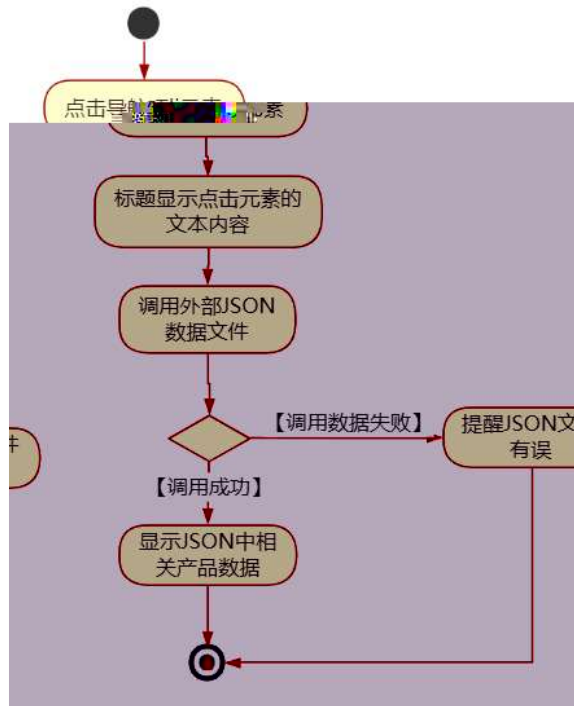 点击导
素
标题显示点击元素的
文本内容
调用外部JSON
数据文件
【调用数据失败】
提醒JSON文
有误
件
【调用成功】
显示JSON中相
关产品数据